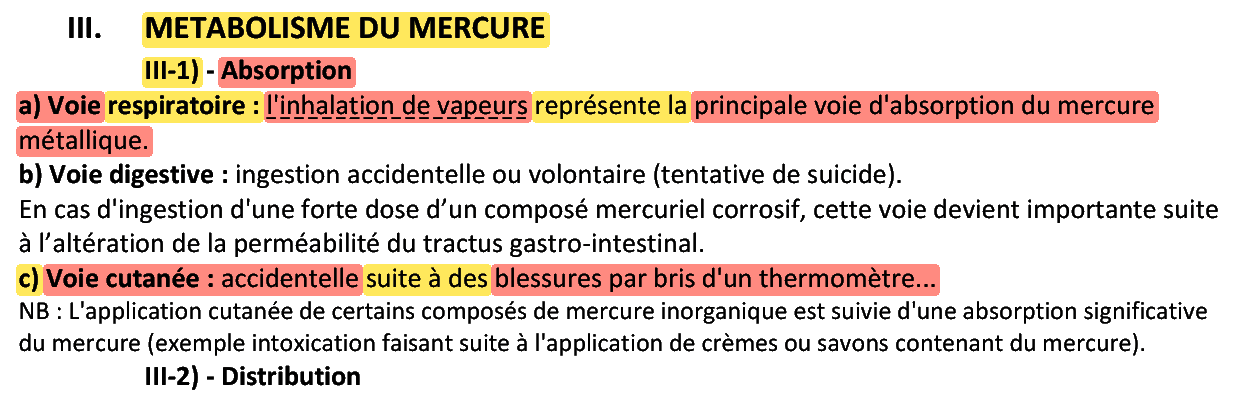 III. METABOLISME DU MERCURE
III-1) - Absorption
a) Voie respiratoire : l'inhalation de vapeurs représente la principale voie d'absorption du mercure
métallique.
b) Voie digestive : ingestion accidentelle ou volontaire (tentative de suicide).
En cas d'ingestion d'une forte dose d’un composé mercuriel corrosif, cette voie devient importante suite
à l’altération de la perméabilité du tractus gastro-intestinal.
c) Voie cutanée : accidentelle suite à des blessures par bris d'un thermomètre...
NB : L'application cutanée de certains composés de mercure inorganique est suivie d'une absorption significative
du mercure (exemple intoxication faisant suite à l'application de crèmes ou savons contenant du mercure).
III-2) - Distribution